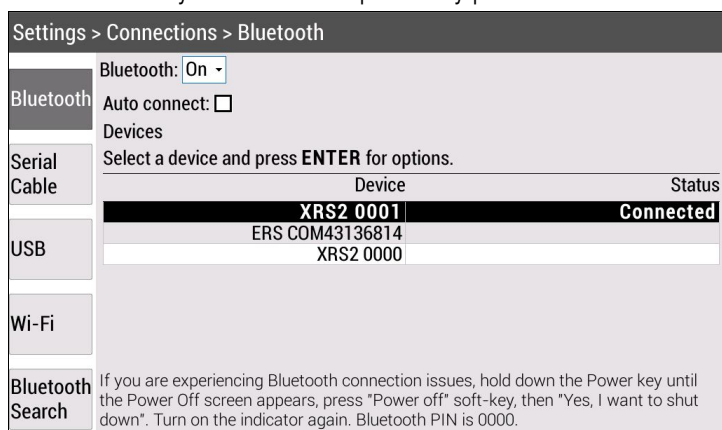 Settings > Connections > Bluetooth
Bluetooth
Bluetooth: On
Auto connect:
Devices
Serial
Cable
Select a device and press ENTER for options.
Device Status
XRS2 0001 Connected
ERS COM43136814
XRS2 0000
USB
Wi-Fi
Bluetooth
Search
If you are experiencing Bluetooth connection issues, hold down the Power key until
the Power Off screen appears, press "Power off" soft-key, then "Yes, I want to shut
down". Turn on the indicator again. Bluetooth PIN is 0000.